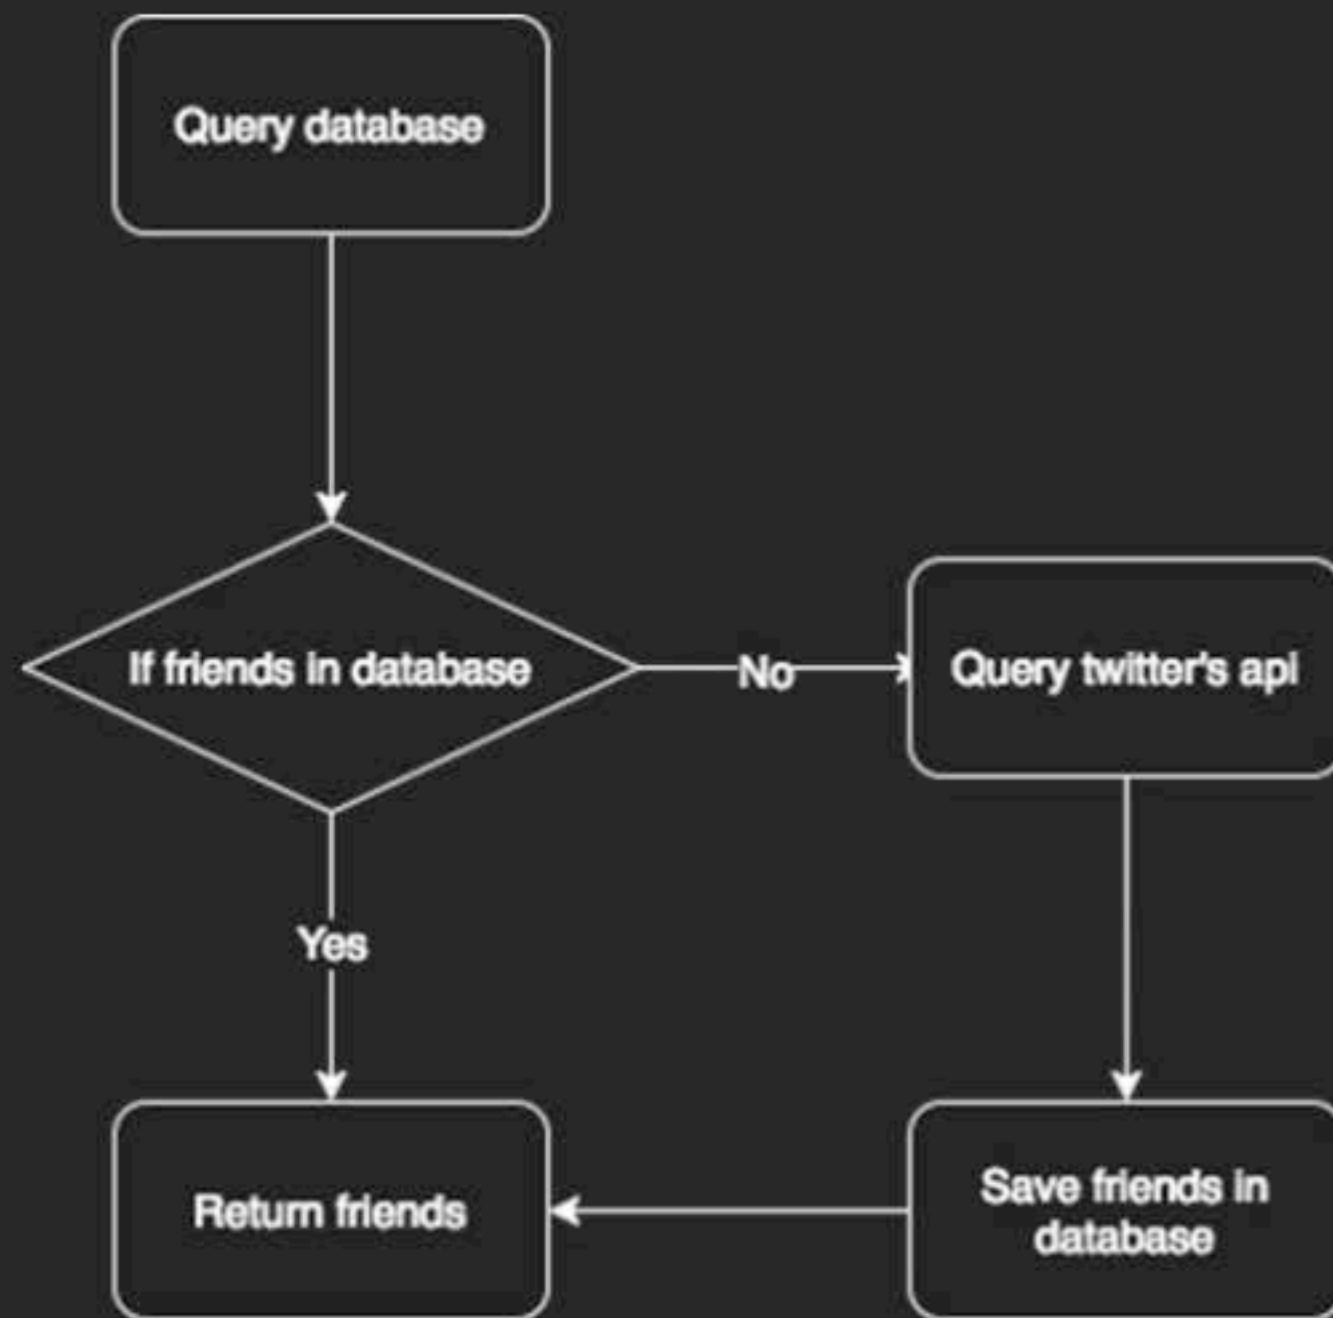 Query database
If friends in database
No
Query twitter's api
Yes
Return friends
Save friends in
database